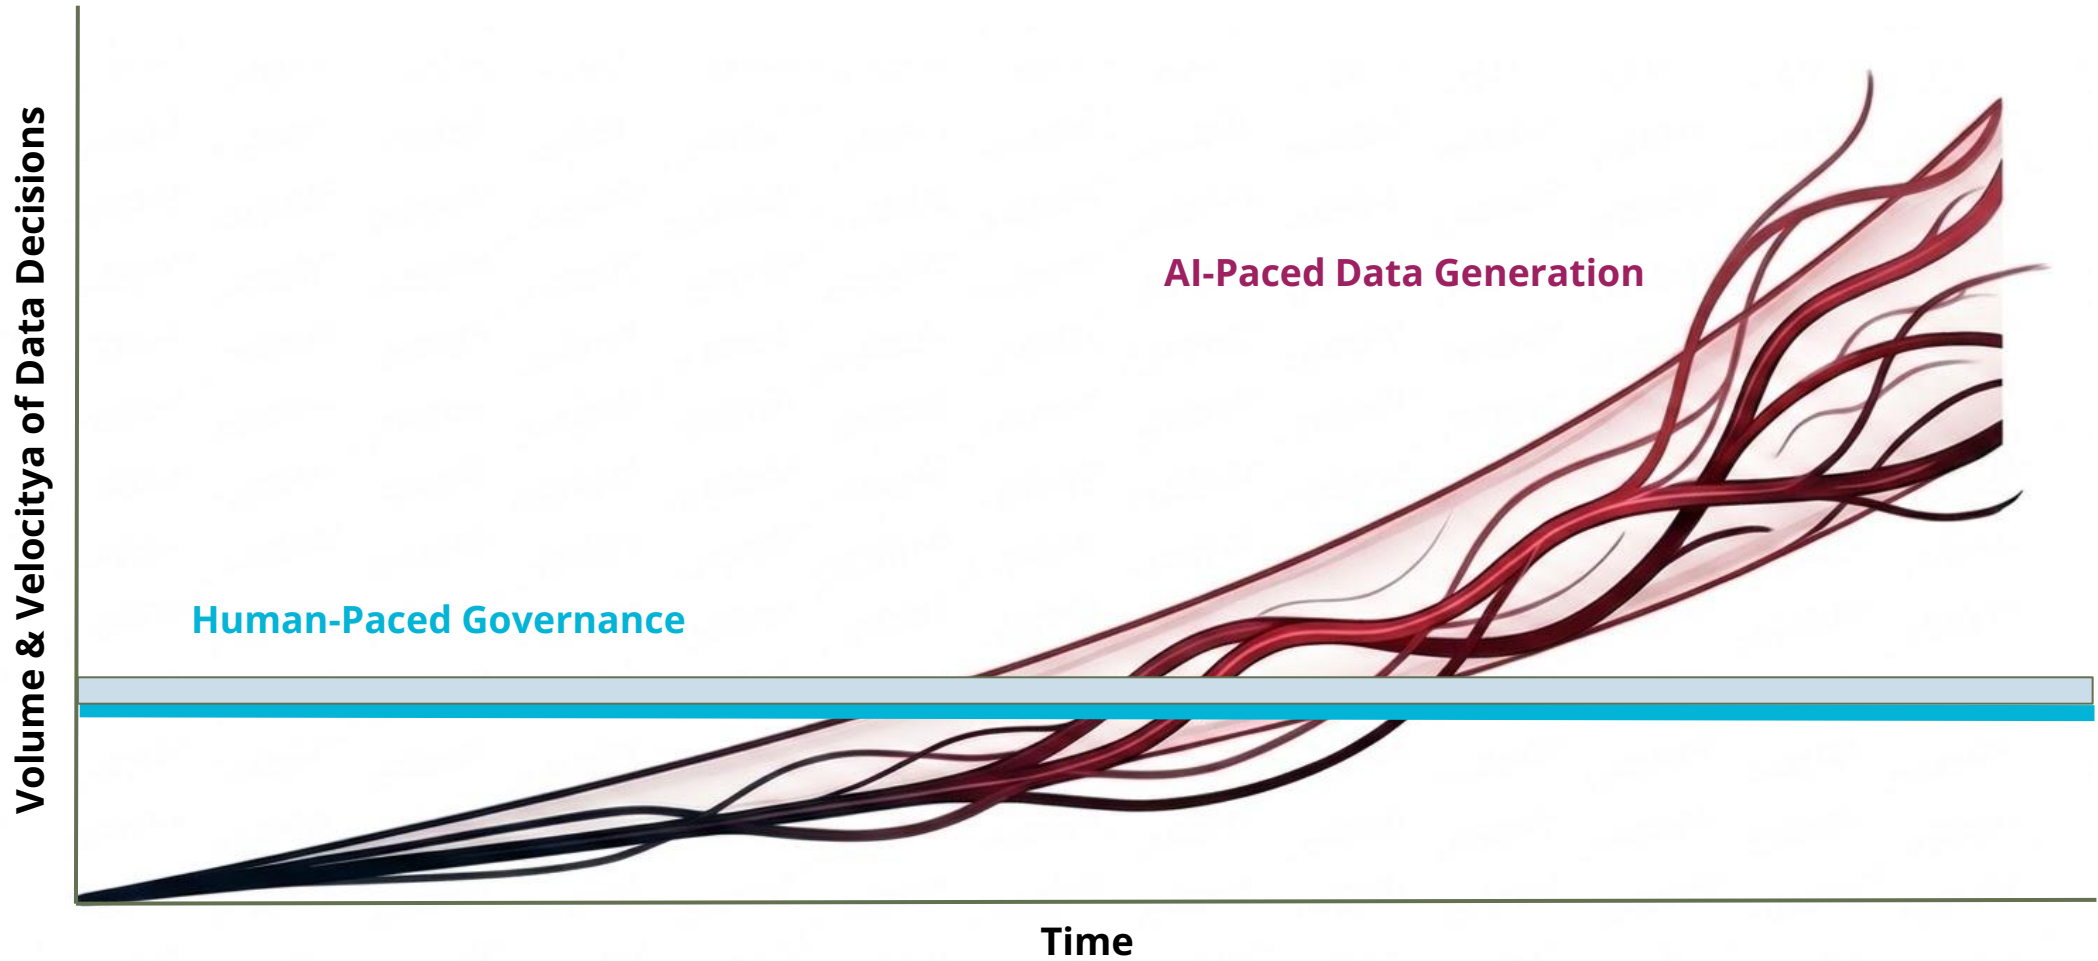 Volume & Velocitya of Data Decisions
AI-Paced Data Generation
Human-Paced Governance
Time